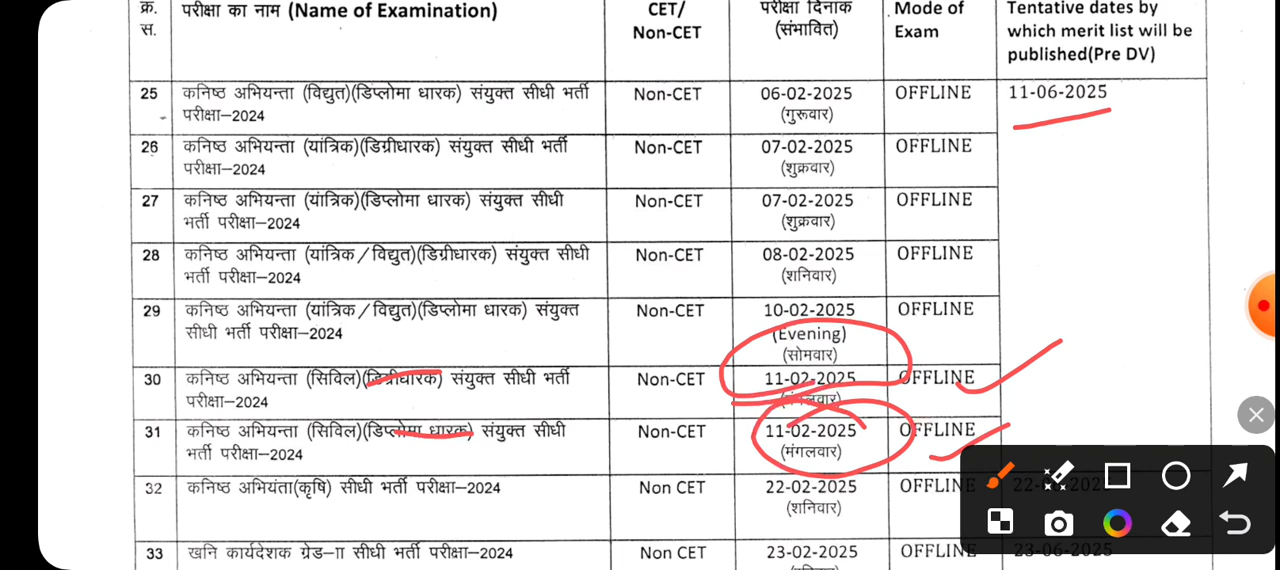 क्र. परीक्षा का नाम (Name of Examination) CET/ परीक्षा दिनांक Mode of Tentative dates by
स. Non-CET (संभावित) Exam which merit list will be
published(Pre DV)
25 कनिष्ठ अभियन्ता (विद्युत)(डिप्लोमा धारक) संयुक्त सीधी भर्ती Non-CET 06-02-2025 OFFLINE 11-06-2025
परीक्षा–2024 (गुरूवार)
26 कनिष्ठ अभियन्ता (यांत्रिक)(डिग्रीधारक) संयुक्त सीधी भर्ती Non-CET 07-02-2025 OFFLINE
परीक्षा–2024 (शुक्रवार)
27 कनिष्ठ अभियन्ता (यांत्रिक)(डिप्लोमा धारक) संयुक्त सीधी Non-CET 07-02-2025 OFFLINE
भर्ती परीक्षा–2024 (शुक्रवार)
28 कनिष्ठ अभियन्ता (यांत्रिक/विद्युत)(डिग्रीधारक) संयुक्त सीधी Non-CET 08-02-2025 OFFLINE
भर्ती परीक्षा–2024 (शनिवार)
29 कनिष्ठ अभियन्ता (यांत्रिक/विद्युत)(डिप्लोमा धारक) संयुक्त Non-CET 10-02-2025 OFFLINE
सीधी भर्ती परीक्षा–2024 (Evening)
(सोमवार)
30 कनिष्ठ अभियन्ता (सिविल)(डिग्रीधारक) संयुक्त सीधी भर्ती Non-CET 11-02-2025 OFFLINE
परीक्षा–2024 (मंगलवार)
31 कनिष्ठ अभियन्ता (सिविल)(डिप्लोमा धारक) संयुक्त सीधी Non-CET 11-02-2025 OFFLINE
भर्ती परीक्षा–2024 (मंगलवार)
32 कनिष्ठ अभियंता(कृषि) सीधी भर्ती परीक्षा–2024 Non CET 22-02-2025 OFFLINE
(शनिवार)
33 खनि कार्यदेशक ग्रेड–II सीधी भर्ती परीक्षा–2024 Non CET 23-02-2025 OFFLINE 23-06-2025